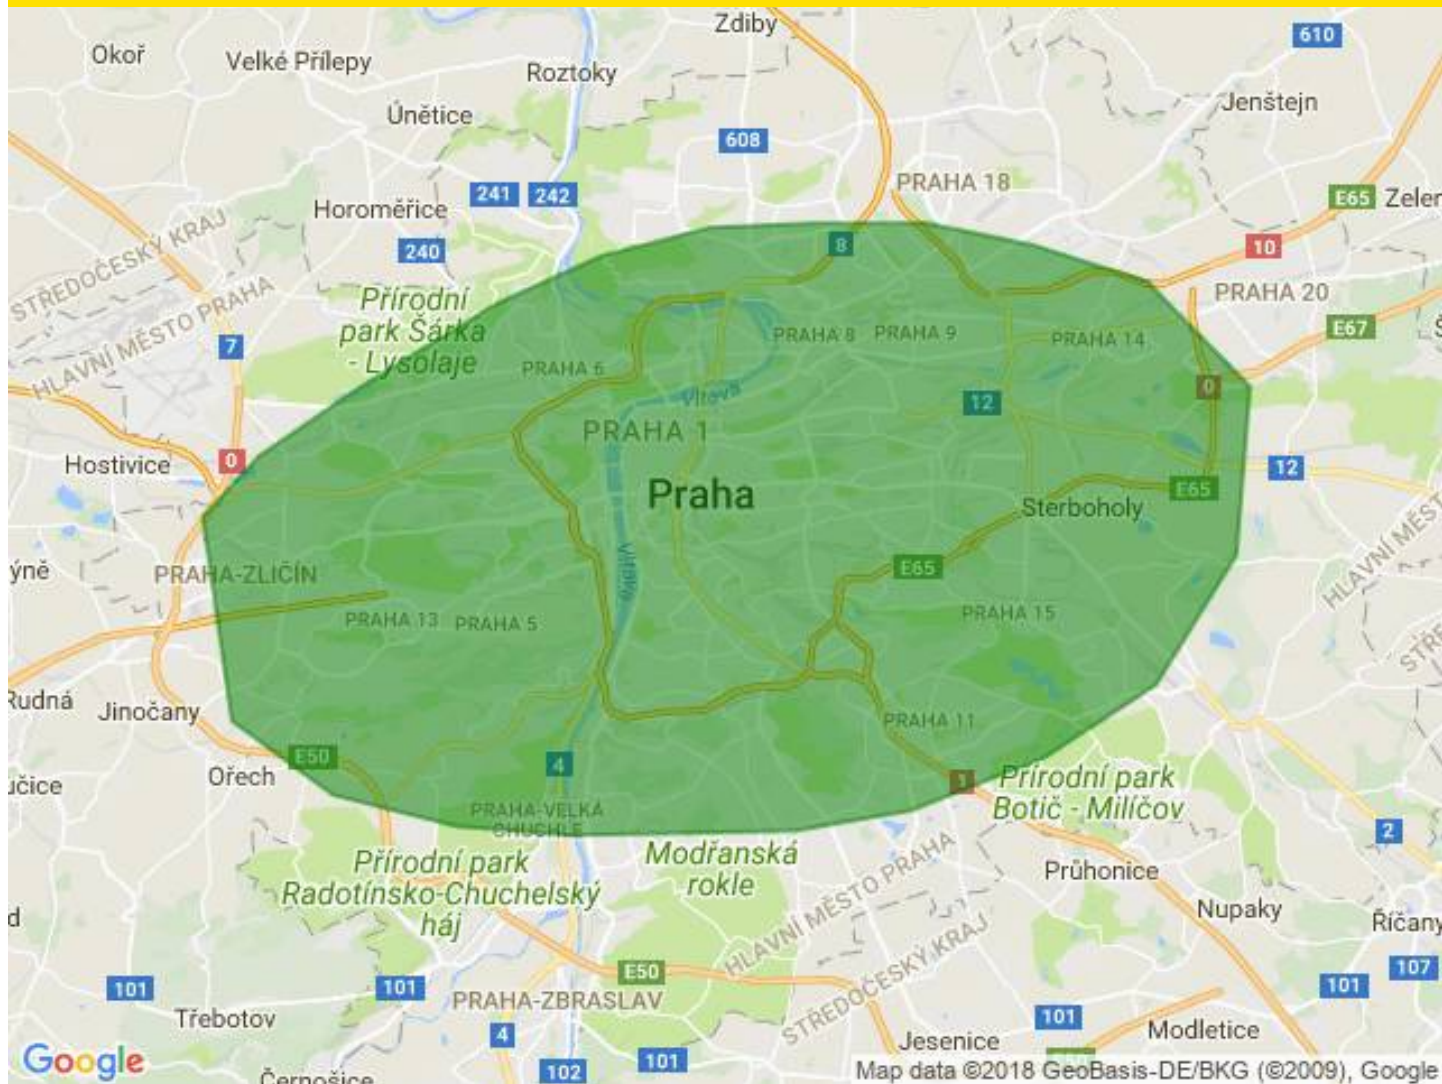 Zdiby
610
Okoř
Velké Přílepy
Roztoky
Jenštejn
Únětice
608
PRAHA 18
241
242
E65
Zelen
Horoměřice
240
8
10
STŘEDOČESKÝ KRAJ
HLAVNÍ MĚSTO PRAHA
Přírodní
park Šárka
- Lysolaje
PRAHA 20
7
PRAHA 8
PRAHA 9
PRAHA 14
E67
PRAHA 6
0
12
Vltava
PRAHA 1
Hostivice
0
12
Praha
E65
Sterboholy
HLAVNÍ MĚSTO
ýně
PRAHA-ZLIČÍN
Vltava
E65
PRAHA 13
PRAHA 5
PRAHA 15
Rudná
Jinočany
PRAHA 11
E50
4
Ořech
1
Přírodní park
Botič - Milíčov
učice
PRAHA-VELKÁ
CHUCHLE
2
Přírodní park
Radotínsko-Chuchelský
háj
Modřanská
rokle
HLAVNÍ MĚSTO PRAHA
STŘEDOČESKÝ KRAJ
Průhonice
Nupaky
Říčany
d
E50
107
101
101
101
PRAHA-ZBRASLAV
Třebotov
101
4
Jesenice
Modletice
Google
102
101
Černošice
Map data ©2018 GeoBasis-DE/BKG (©2009), Google